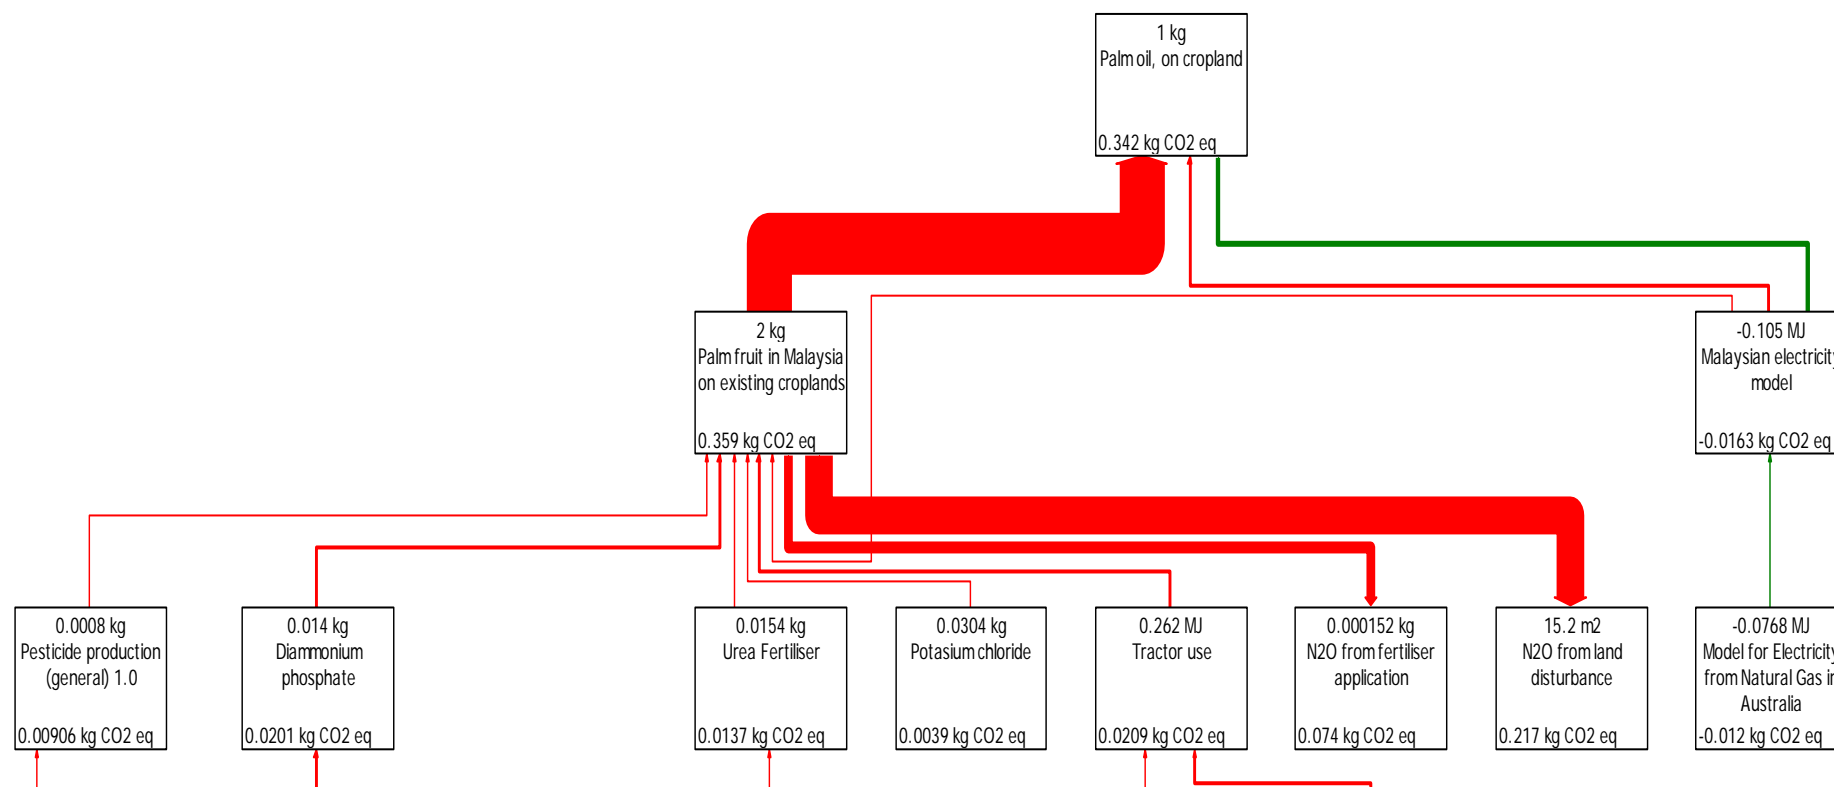 1 kg
Palm oil, on cropland
0.342 kg CO2 eq
2 kg
Palm fruit in Malaysia
on existing croplands
0.359 kg CO2 eq
-0.105 MJ
Malaysian electricity
model
-0.0163 kg CO2 eq
0.0008 kg
Pesticide production
(general) 1.0
0.00906 kg CO2 eq
0.014 kg
Diammonium
phosphate
0.0201 kg CO2 eq
0.0154 kg
Urea Fertiliser
0.0137 kg CO2 eq
0.0304 kg
Potasium chloride
0.0039 kg CO2 eq
0.262 MJ
Tractor use
0.0209 kg CO2 eq
0.000152 kg
N2O from fertiliser
application
0.074 kg CO2 eq
15.2 m2
N2O from land
disturbance
0.217 kg CO2 eq
-0.0768 MJ
Model for Electricity
from Natural Gas in
Australia
-0.012 kg CO2 eq